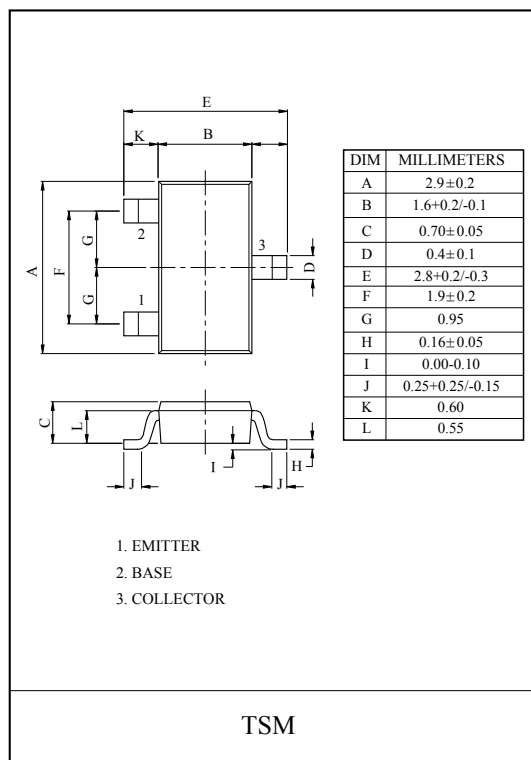 E
K B
DIM MILLIMETERS
A 2.9±0.2
B 1.6+0.2/-0.1
C 0.70±0.05
D 0.4±0.1
E 2.8+0.2/-0.3
F 1.9±0.2
G 0.95
H 0.16±0.05
I 0.00-0.10
J 0.25+0.25/-0.15
K 0.60
L 0.55
2 3
A F G G D
1
C L I H
J J
1. EMITTER
2. BASE
3. COLLECTOR
TSM